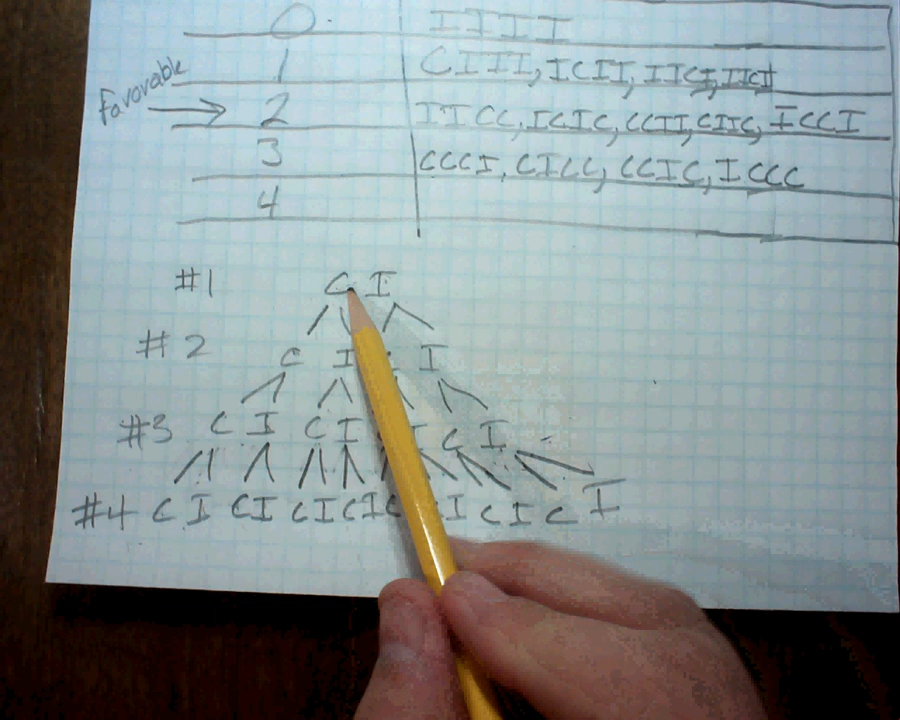 0 IIII
1 CIII, ICII, IICI, IICI
favorable
2 IICC, ICIC, CCII, CIIC, ICCI
3 CCCI, CICC, CCIC, ICCC
4
#1 C I
#2 C I I
#3 C I C I I C I
#4 C I C I C I C I C I C I C I